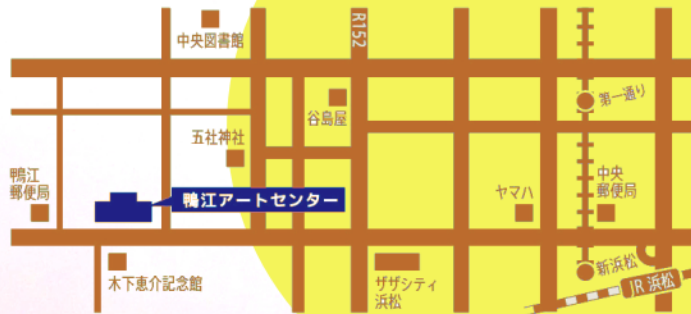 中央図書館
R152
谷島屋
第一通り
五社神社
鴨江
郵便局
鴨江アートセンター
ヤマハ
中央
郵便局
木下恵介記念館
ザザシティ
浜松
新浜松
JR 浜松